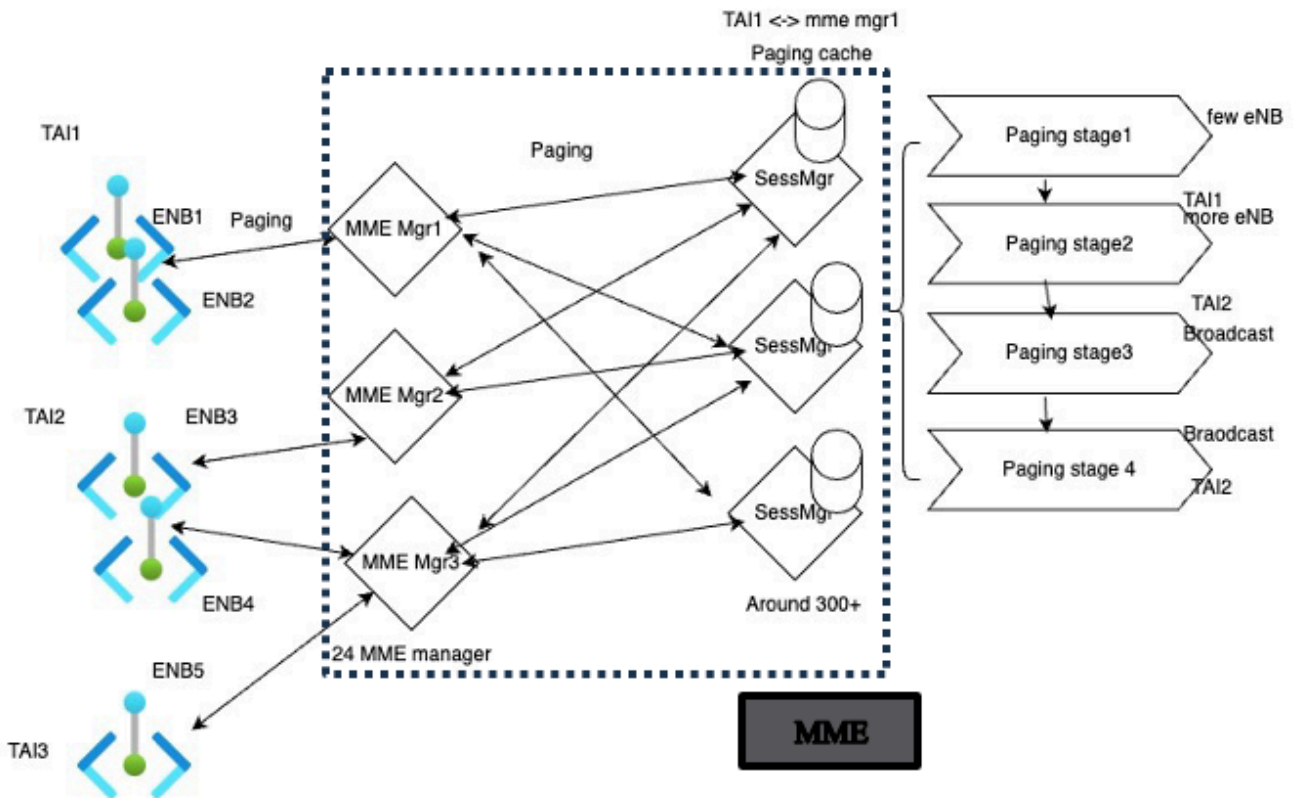 TAI1 <-> mme mgr1
Paging cache
TAI1
ENB1
Paging
ENB2
MME Mgr1
Paging
SessMgr
Paging stage1
few eNB
Paging stage2
TAI1
more eNB
TAI2
ENB3
ENB4
MME Mgr2
SessMgr
Paging stage3
TAI2
Broadcast
MME Mgr3
SessMgr
Paging stage 4
Braodcast
TAI2
Around 300+
24 MME manager
ENB5
TAI3
MME